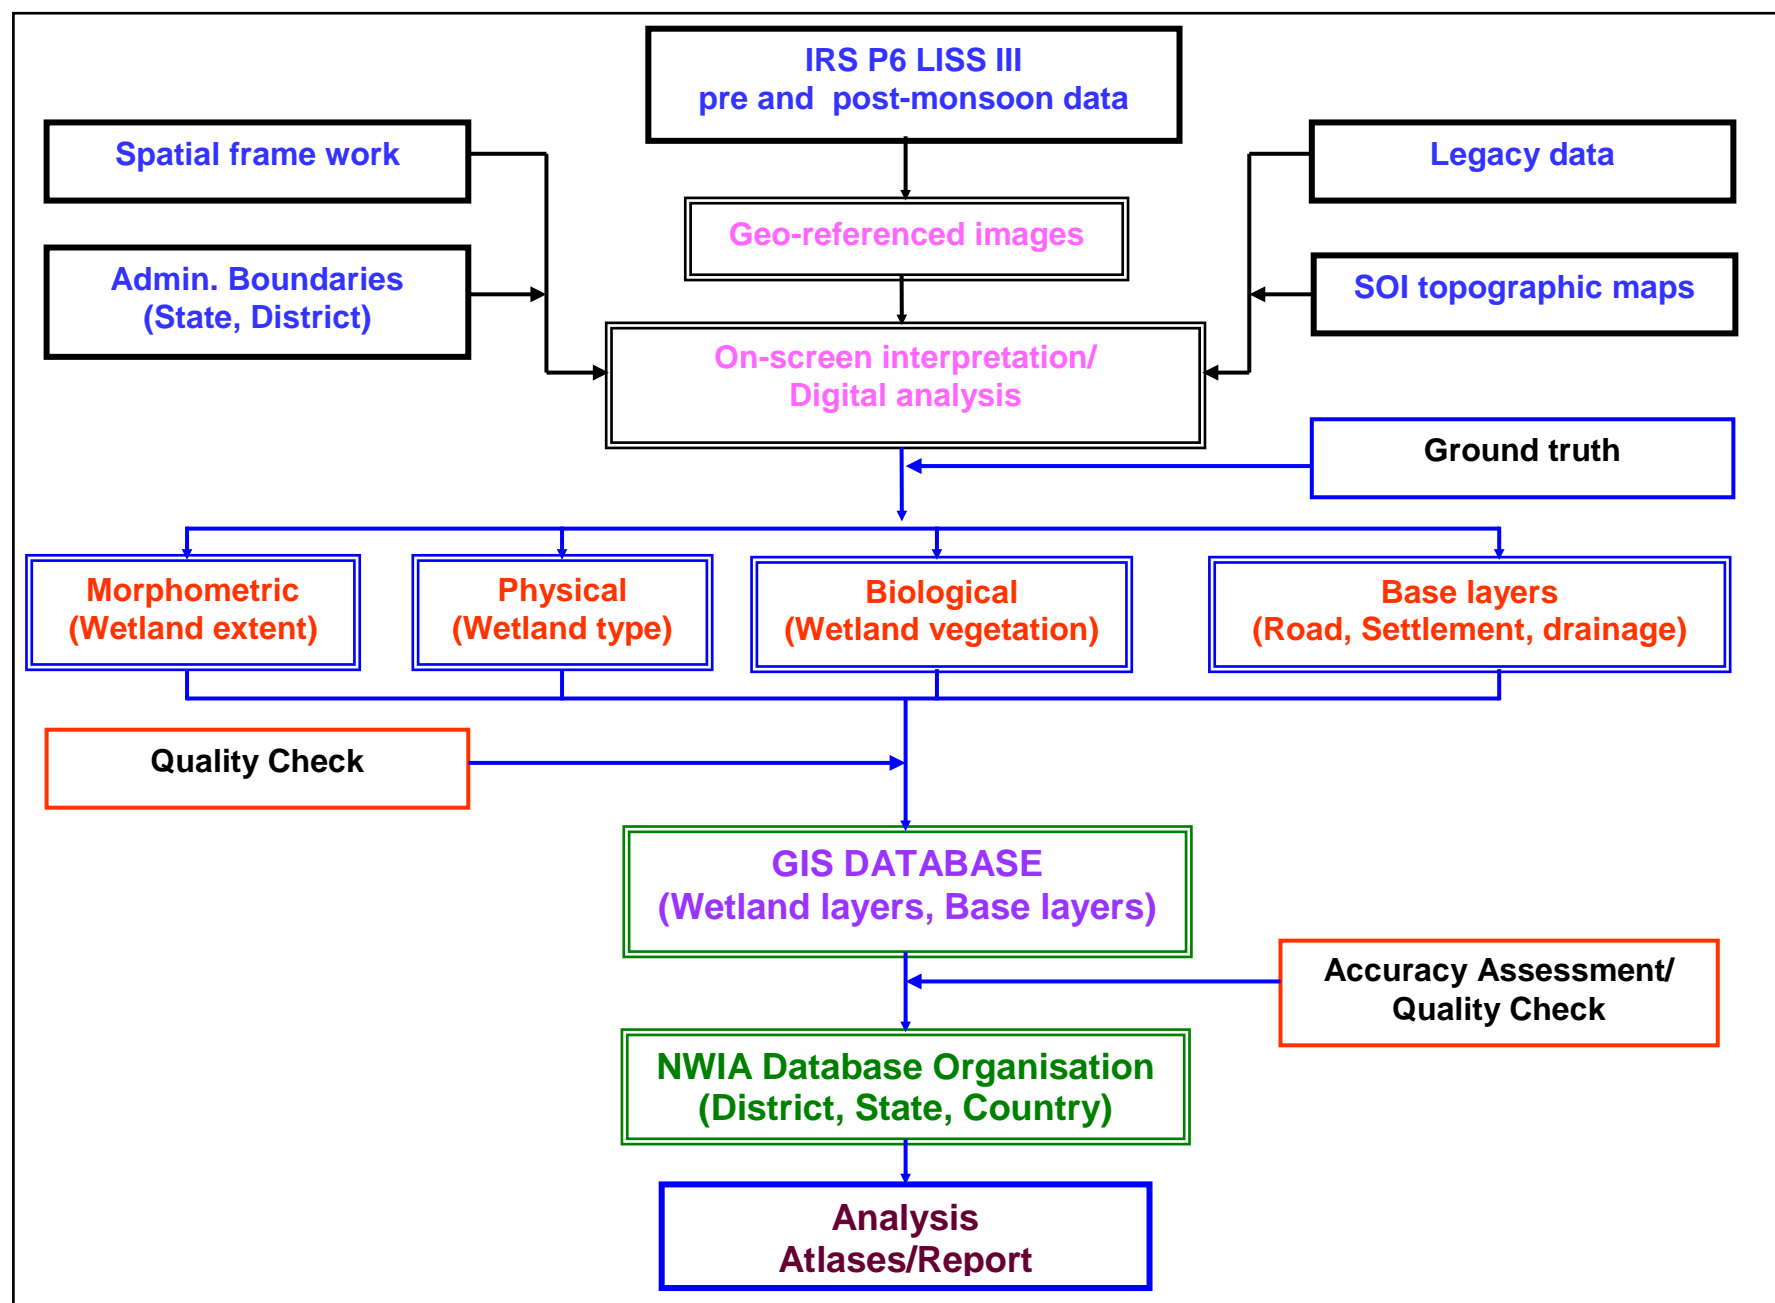 IRS P6 LISS III
pre and post-monsoon data
Spatial frame work
Legacy data
Geo-referenced images
Admin. Boundaries
(State, District)
SOI topographic maps
On-screen interpretation/
Digital analysis
Ground truth
Morphometric
(Wetland extent)
Physical
(Wetland type)
Biological
(Wetland vegetation)
Base layers
(Road, Settlement, drainage)
Quality Check
GIS DATABASE
(Wetland layers, Base layers)
Accuracy Assessment/
Quality Check
NWIA Database Organisation
(District, State, Country)
Analysis
Atlases/Report